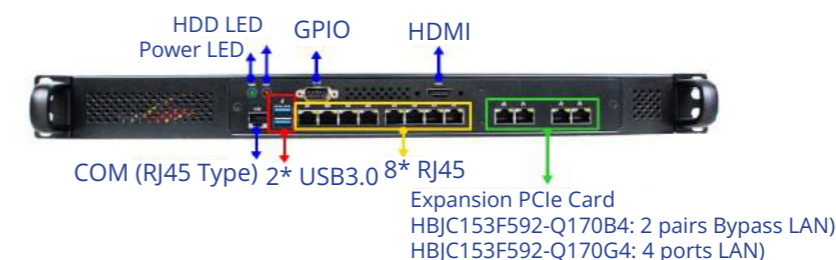 HDD LED
Power LED
GPIO
HDMI
COM (RJ45 Type)
2* USB3.0
8* RJ45
Expansion PCIe Card
HBJC153F592-Q170B4: 2 pairs Bypass LAN)
HBJC153F592-Q170G4: 4 ports LAN)